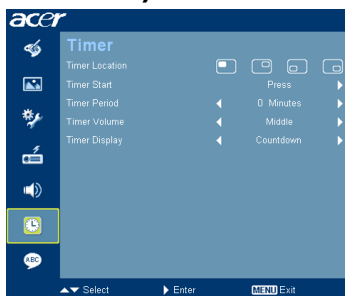 acer
Timer
Timer Location
Timer Start Press
Timer Period 0 Minutes
Timer Volume Middle
Timer Display Countdown
ABC
Select Enter MENU Exit